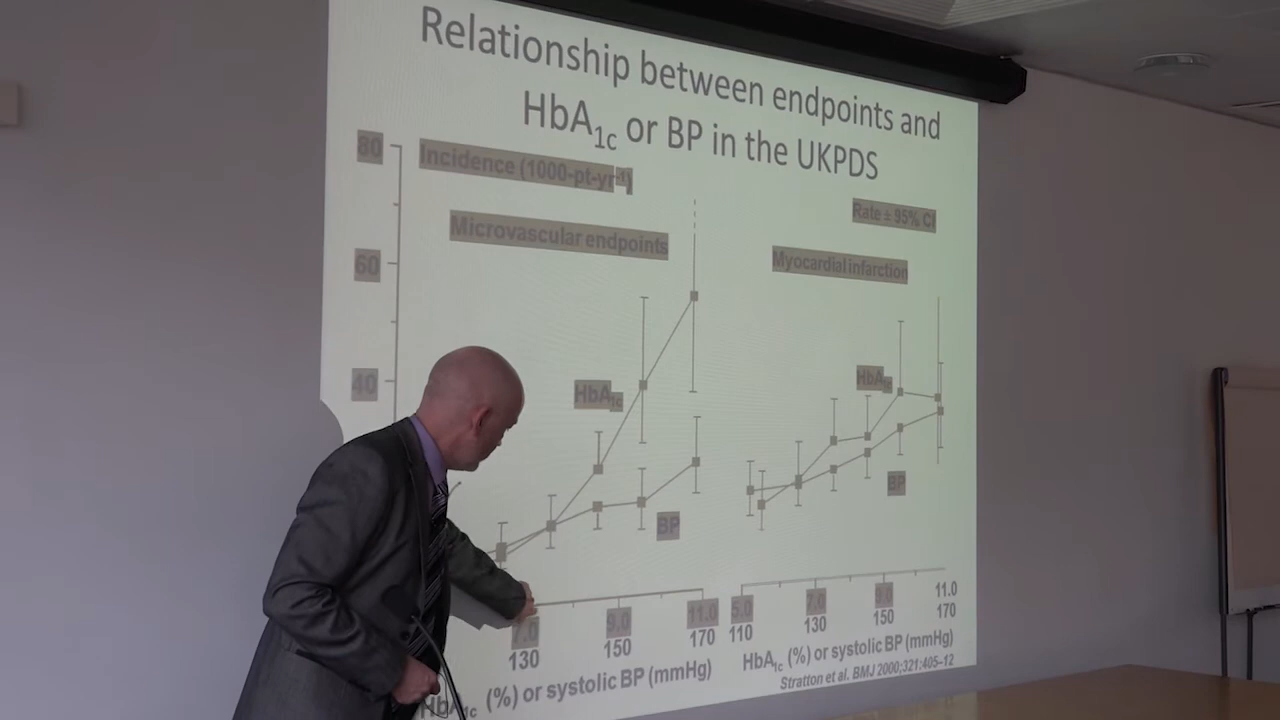 Relationship between endpoints and
HbA1c or BP in the UKPDS
80
60
40
Incidence (1000-pt-yr-1)
Microvascular endpoints
HbA1c
BP
7.0 9.0 11.0
130 150 170
HbA1c (%) or systolic BP (mmHg)
Rate ± 95% CI
Myocardial infarction
HbA1c
BP
5.0 7.0 9.0 11.0
110 130 150 170
HbA1c (%) or systolic BP (mmHg)
Stratton et al. BMJ 2000;321:405–12